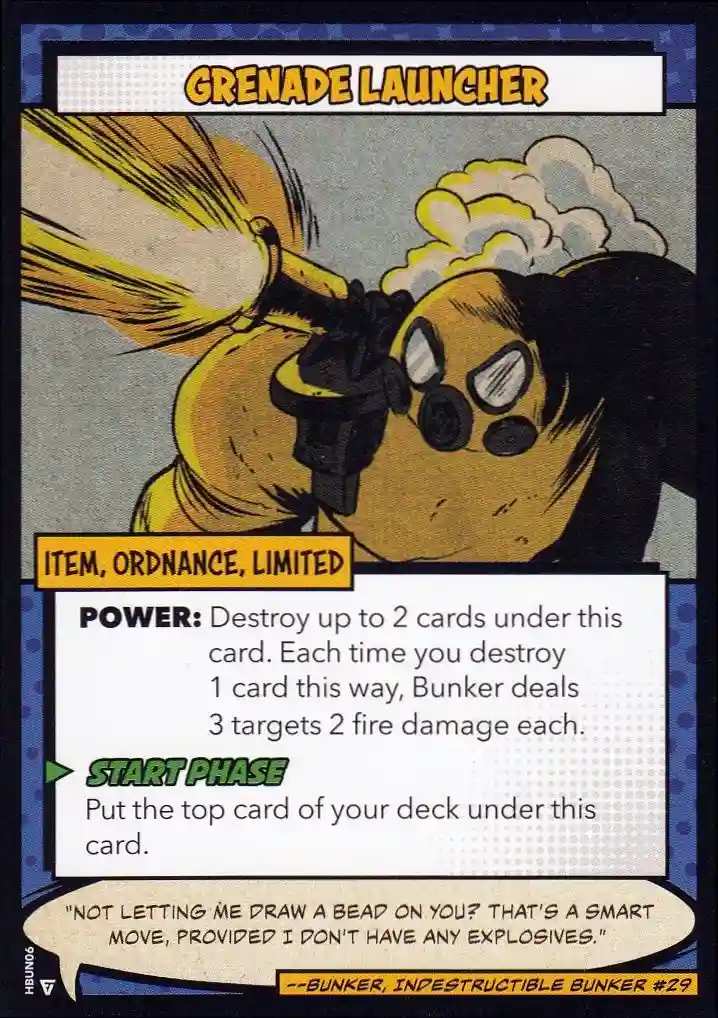 GRENADE LAUNCHER
ITEM, ORDNANCE, LIMITED
POWER: Destroy up to 2 cards under this
card. Each time you destroy
1 card this way, Bunker deals
3 targets 2 fire damage each.
START PHASE
Put the top card of your deck under this
card.
"NOT LETTING ME DRAW A BEAD ON YOU? THAT'S A SMART
MOVE, PROVIDED I DON'T HAVE ANY EXPLOSIVES."
--BUNKER, INDESTRUCTIBLE BUNKER #29
HBUN06